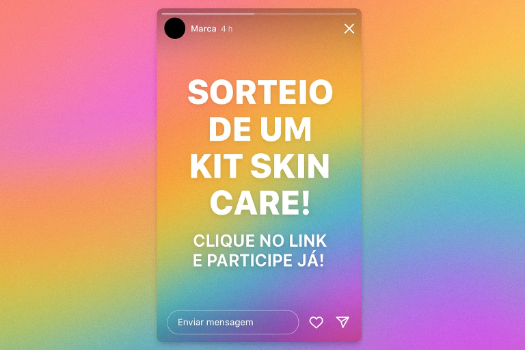 Marca 4 h
SORTEIO
DE UM
KIT SKIN
CARE!
CLIQUE NO LINK
E PARTICIPE JÁ!
Enviar mensagem